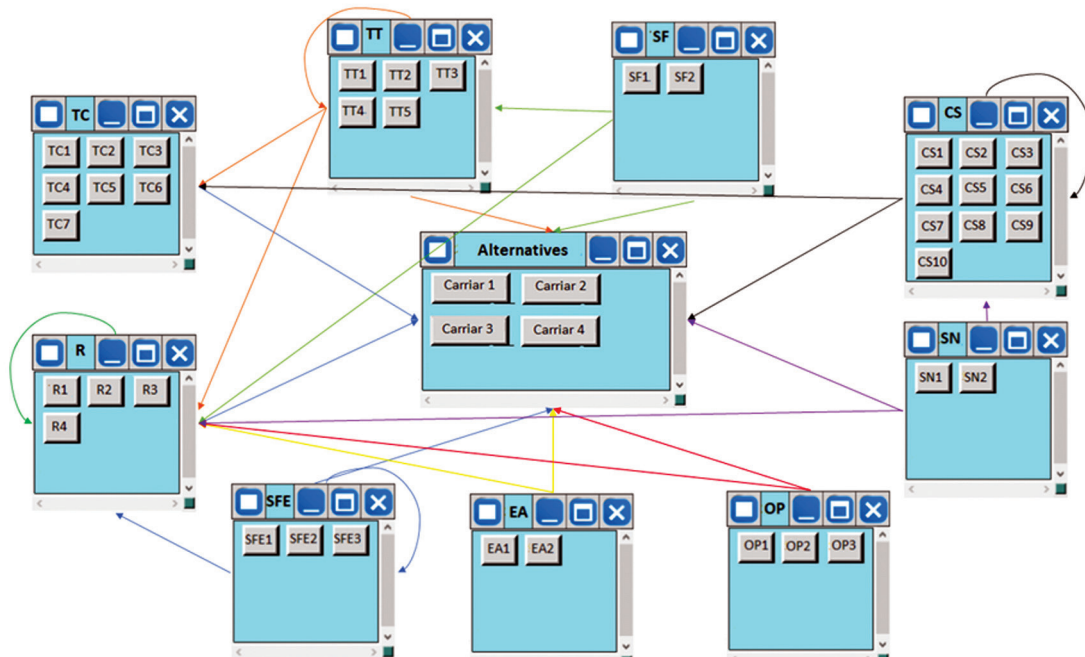 TT
TT1 TT2 TT3
TT4 TT5
SF
SF1 SF2
TC
TC1 TC2 TC3
TC4 TC5 TC6
TC7
CS
CS1 CS2 CS3
CS4 CS5 CS6
CS7 CS8 CS9
CS10
Alternatives
Carriar 1 Carriar 2
Carriar 3 Carriar 4
R
R1 R2 R3
R4
SN
SN1 SN2
SFE
SFE1 SFE2 SFE3
EA
EA1 EA2
OP
OP1 OP2 OP3